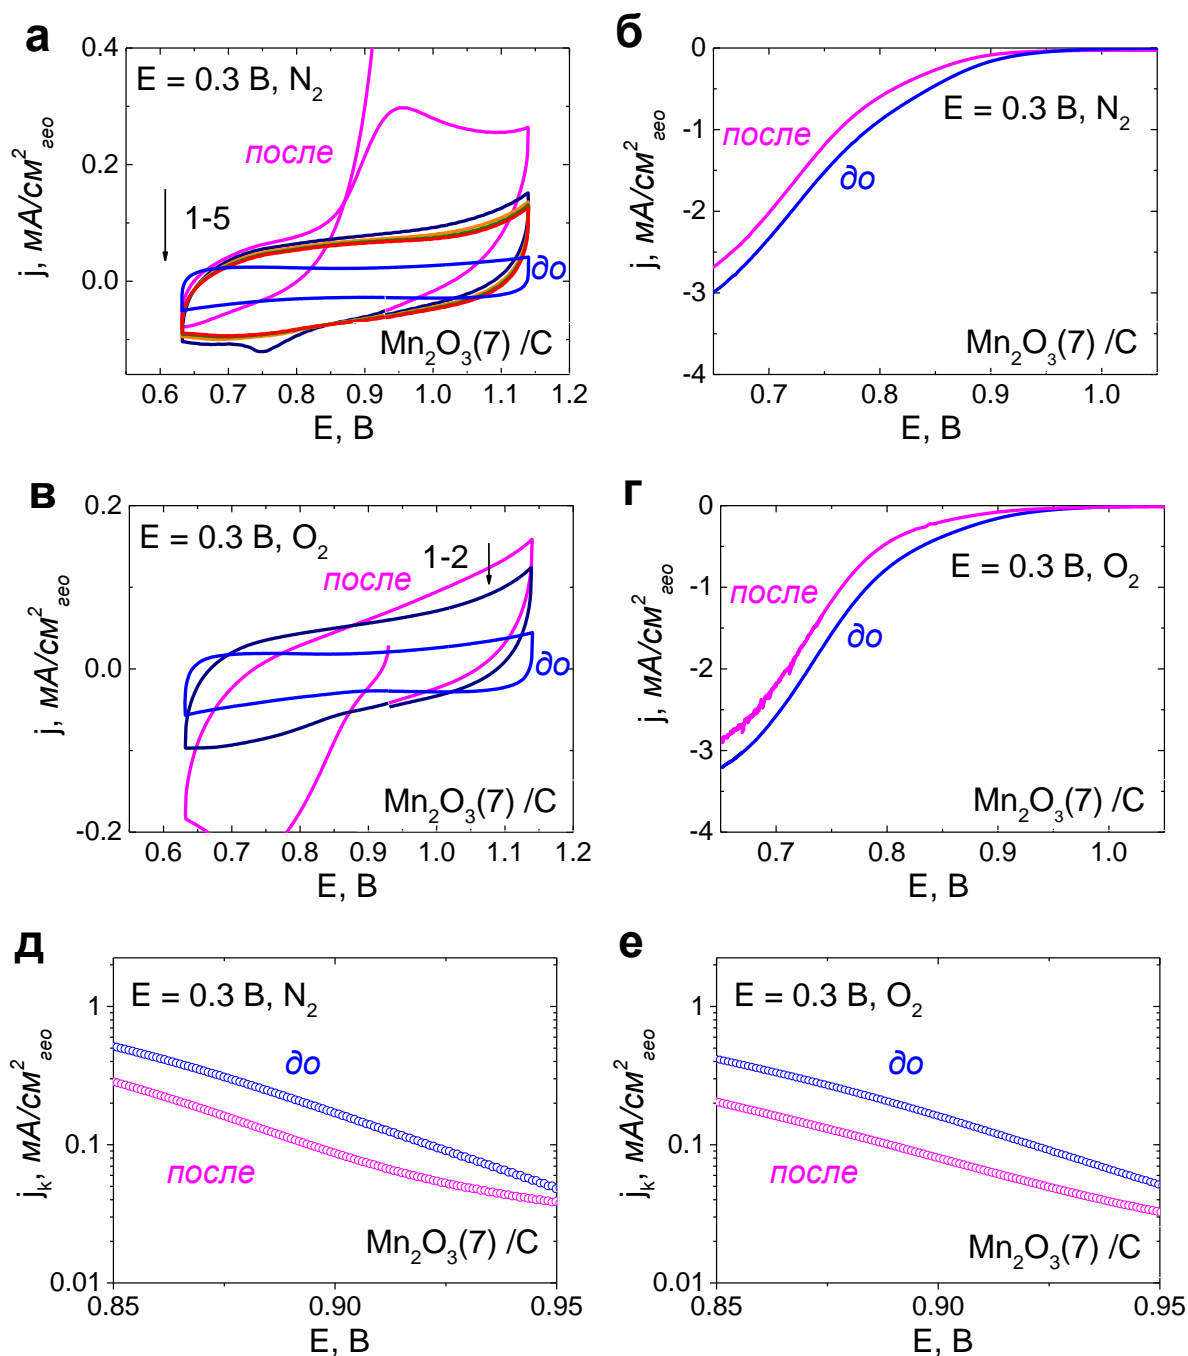 а
0.4
0.2
0.0
j, мА/см²гео
E = 0.3 В, N₂
после
1-5
до
Mn₂O₃(7) /C
0.6 0.7 0.8 0.9 1.0 1.1 1.2
E, В
б
0
-1
-2
-3
-4
j, мА/см²гео
E = 0.3 В, N₂
после
до
Mn₂O₃(7) /C
0.7 0.8 0.9 1.0
E, В
в
0.2
0.0
-0.2
j, мА/см²гео
E = 0.3 В, O₂
1-2
после
до
Mn₂O₃(7) /C
0.6 0.7 0.8 0.9 1.0 1.1 1.2
E, В
г
0
-1
-2
-3
-4
j, мА/см²гео
E = 0.3 В, O₂
после
до
Mn₂O₃(7) /C
0.7 0.8 0.9 1.0
E, В
д
1
0.1
0.01
jₖ, мА/см²гео
E = 0.3 В, N₂
до
после
Mn₂O₃(7) /C
0.85 0.90 0.95
E, В
е
1
0.1
0.01
jₖ, мА/см²гео
E = 0.3 В, O₂
до
после
Mn₂O₃(7) /C
0.85 0.90 0.95
E, В